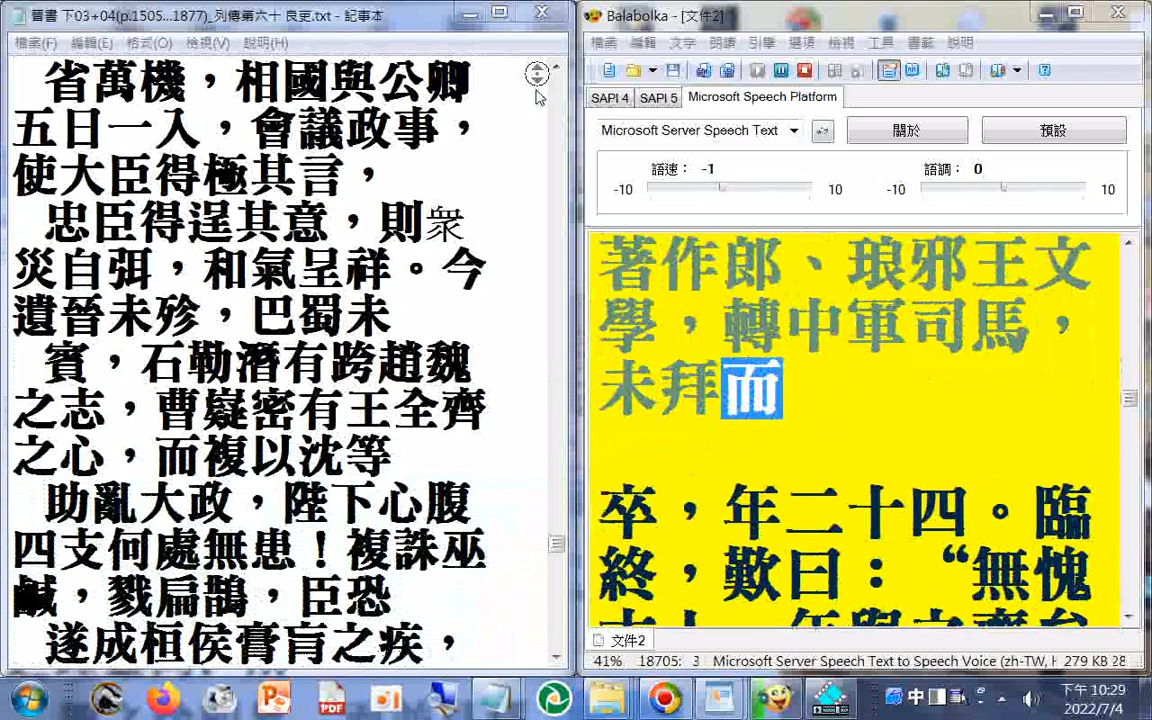 晉書 下03+04(p.1505...1877)_列傳第六十 良吏.txt - 記事本
檔案(F) 編輯(E) 格式(O) 檢視(V) 說明(H)
省萬機，相國與公卿
五日一入，會議政事，
使大臣得極其言，
忠臣得逞其意，則衆
災自弭，和氣呈祥。今
遺晉未殄，巴蜀未
賓，石勒潛有跨趙魏
之志，曹嶷密有王全齊
之心，而複以沈等
助亂大政，陛下心腹
四支何處無患！複誅巫
鹹，戮扁鵲，臣恐
遂成桓侯膏肓之疾，
Balabolka - [文件2]
檔案 編輯 文字 朗讀 引擎 選項 檢視 工具 書籤 說明
SAPI 4 SAPI 5 Microsoft Speech Platform
Microsoft Server Speech Text 關於 預設
語速： -1 語調： 0
-10 10 -10 10
著作郎、琅邪王文
學，轉中軍司馬，
未拜而
卒，年二十四。臨
終，歎曰：“無愧
文件2
41% 18705: 3 Microsoft Server Speech Text to Speech Voice (zh-TW, H 279 KB 28
中
下午 10:29
2022/7/4